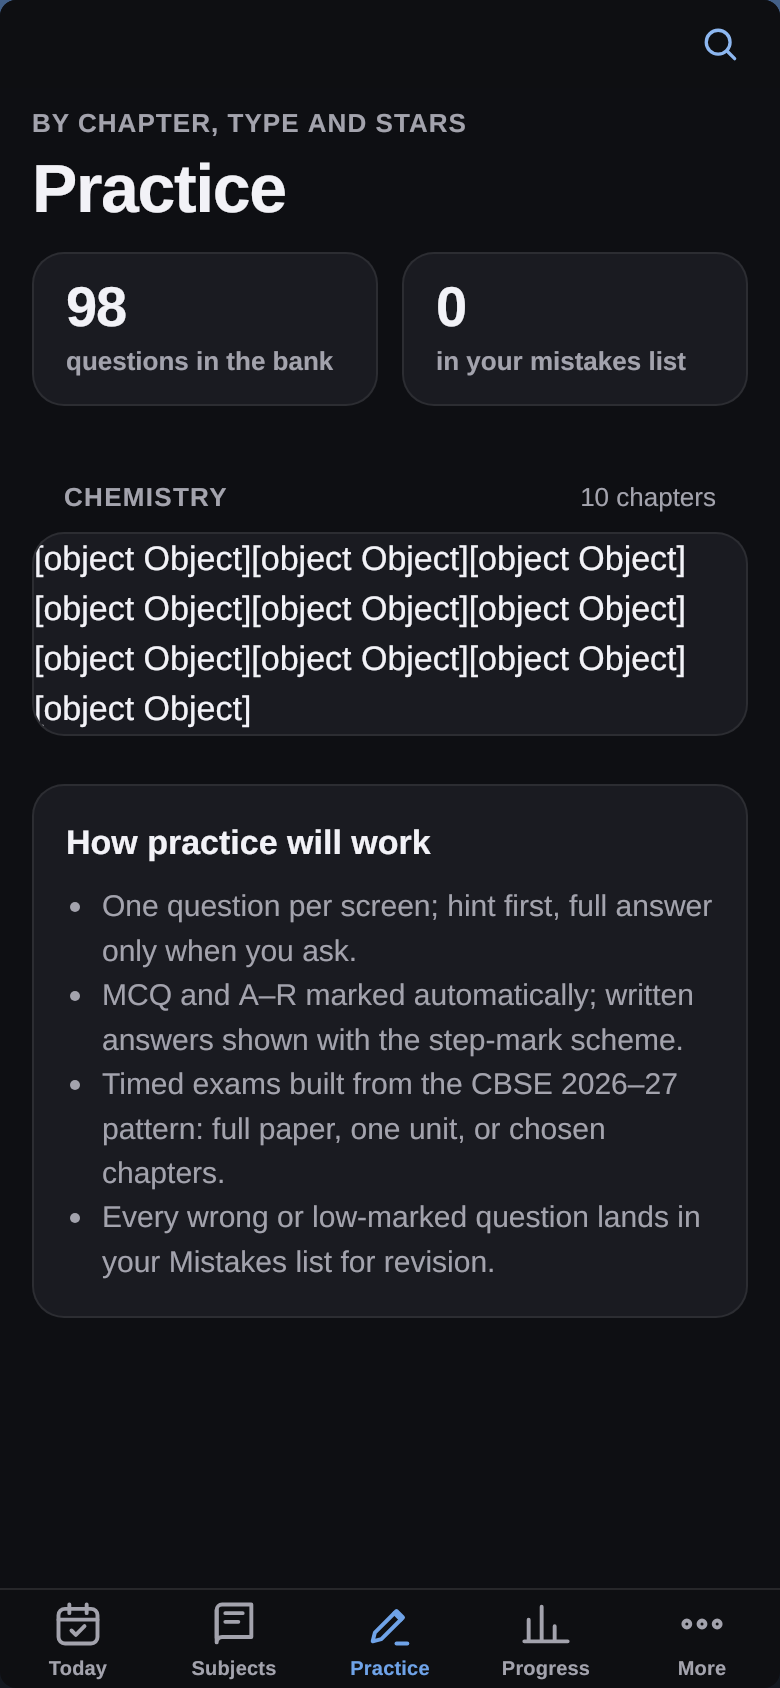 BY CHAPTER, TYPE AND STARS
Practice
98
questions in the bank
0
in your mistakes list
CHEMISTRY
10 chapters
[object Object][object Object][object Object]
[object Object][object Object][object Object]
[object Object][object Object][object Object]
[object Object]
How practice will work
• One question per screen; hint first, full answer
only when you ask.
• MCQ and A–R marked automatically; written
answers shown with the step-mark scheme.
• Timed exams built from the CBSE 2026–27
pattern: full paper, one unit, or chosen
chapters.
• Every wrong or low-marked question lands in
your Mistakes list for revision.
Today
Subjects
Practice
Progress
More